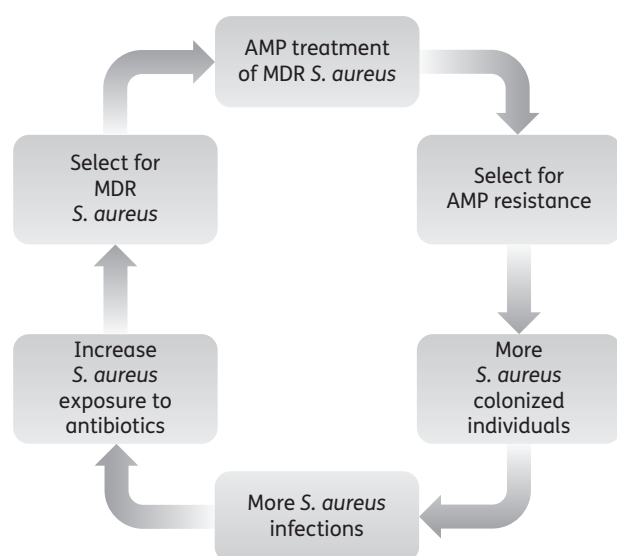 AMP treatment
of MDR S. aureus
Select for
AMP resistance
More
S. aureus
colonized
individuals
More S. aureus
infections
Increase
S. aureus
exposure to
antibiotics
Select for
MDR
S. aureus